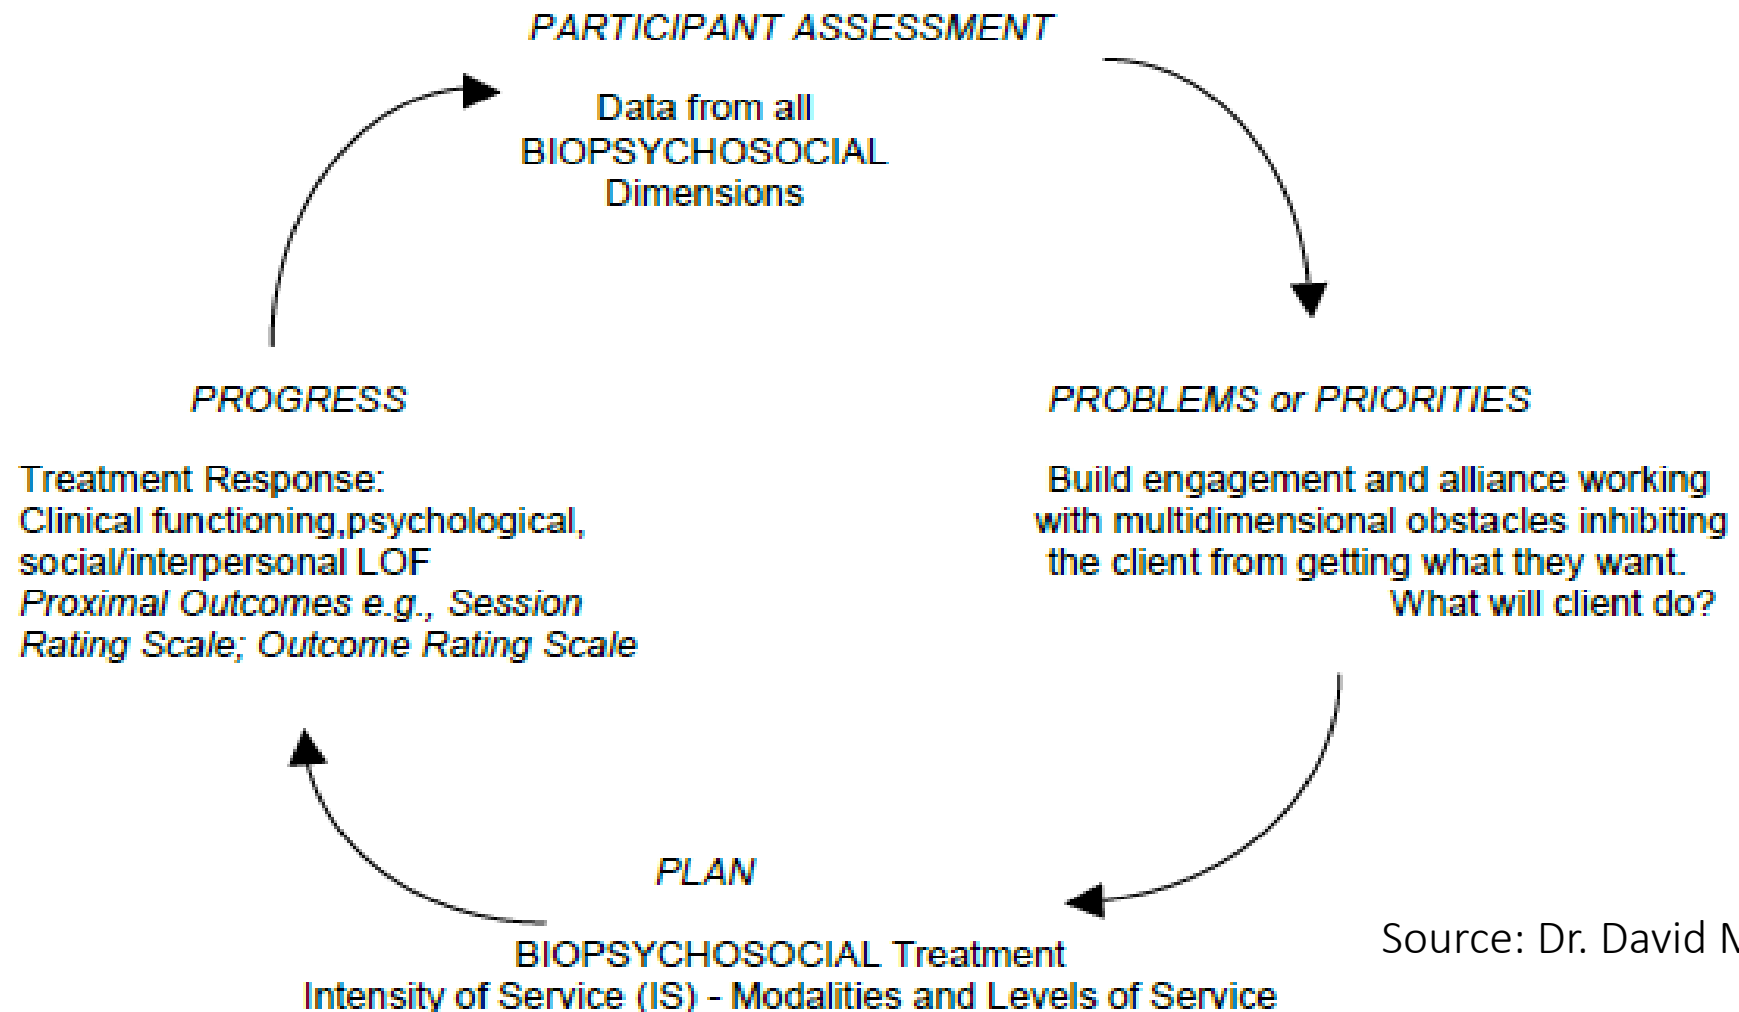 PARTICIPANT ASSESSMENT
Data from all
BIOPSYCHOSOCIAL
Dimensions
PROBLEMS or PRIORITIES
Build engagement and alliance working
with multidimensional obstacles inhibiting
the client from getting what they want.
What will client do?
PLAN
BIOPSYCHOSOCIAL Treatment
Intensity of Service (IS) - Modalities and Levels of Service
PROGRESS
Treatment Response:
Clinical functioning,psychological,
social/interpersonal LOF
Proximal Outcomes e.g., Session
Rating Scale; Outcome Rating Scale
Source: Dr. David